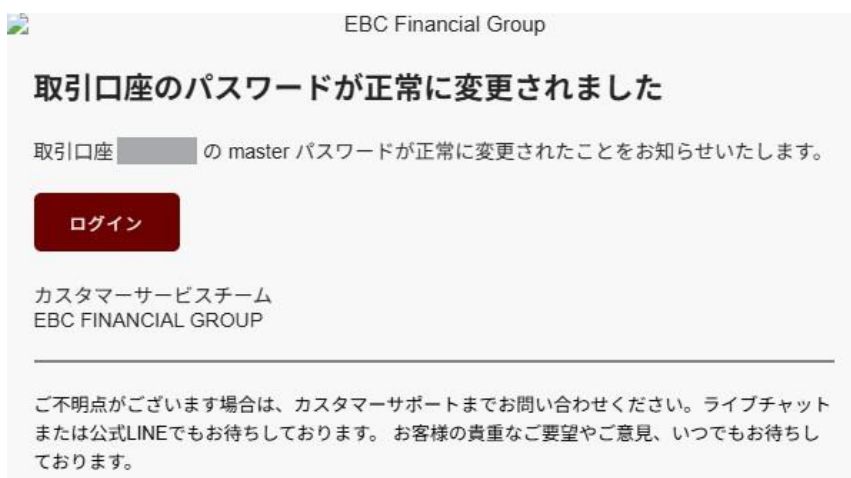 EBC Financial Group
取引口座のパスワードが正常に変更されました
取引口座 の master パスワードが正常に変更されたことをお知らせいたします。
ログイン
カスタマーサービスチーム
EBC FINANCIAL GROUP
ご不明点がございます場合は、カスタマーサポートまでお問い合わせください。ライブチャット
または公式LINEでもお待ちしております。 お客様の貴重なご要望やご意見、いつでもお待ちし
ております。